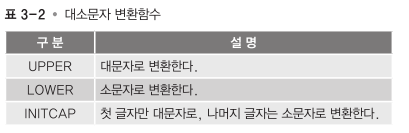 표 3-2 • 대소문자 변환함수
구 분 설 명
UPPER 대문자로 변환한다.
LOWER 소문자로 변환한다.
INITCAP 첫 글자만 대문자로, 나머지 글자는 소문자로 변환한다.